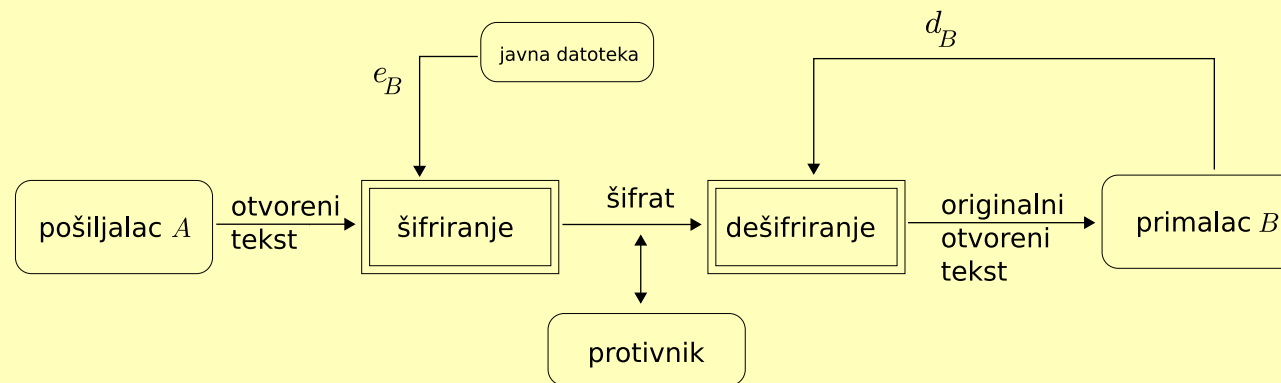 d_B
javna datoteka
e_B
pošiljalac A
otvoreni
tekst
šifriranje
šifrat
dešifriranje
originalni
otvoreni
tekst
primalac B
protivnik